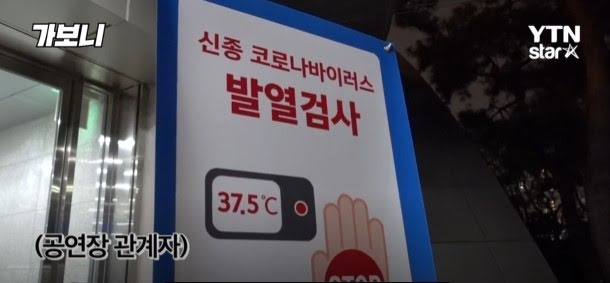 가보니
YTN
star
신종 코로나바이러스
발열검사
37.5℃
STOP
(공연장 관계자)